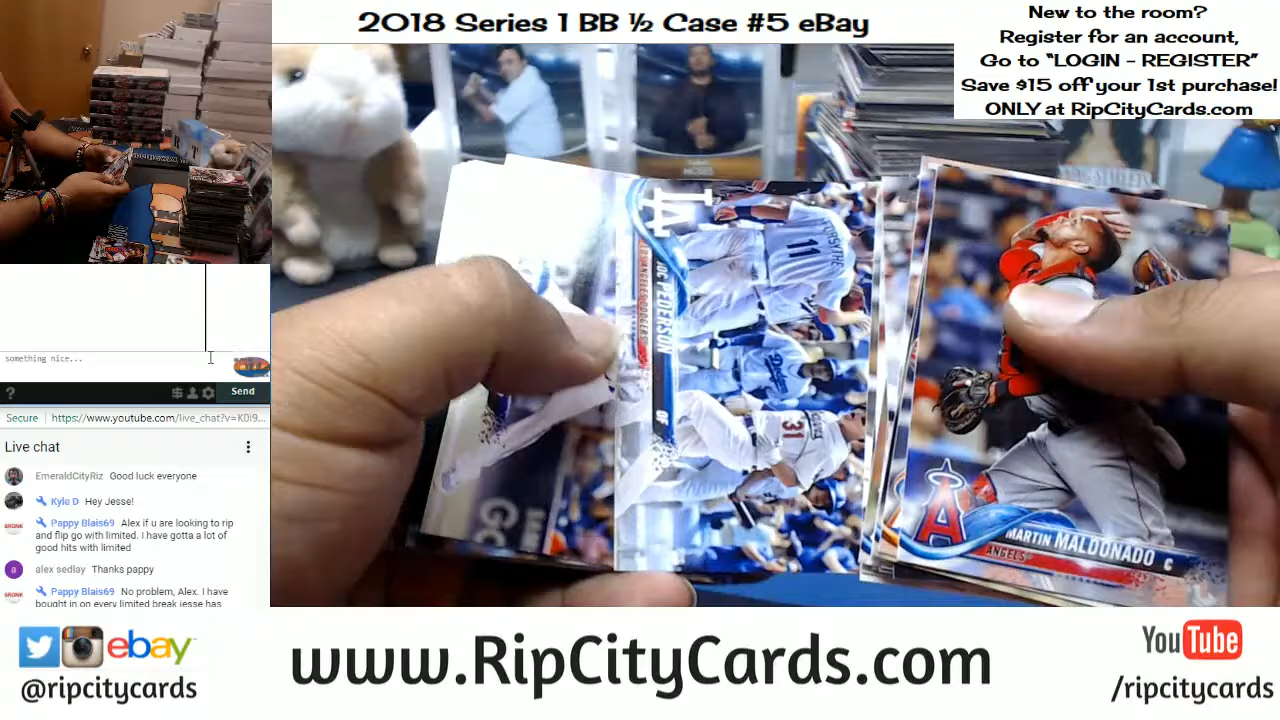 2018 Series 1 BB ½ Case #5 eBay
New to the room?
Register for an account,
Go to “LOGIN - REGISTER”
Save $15 off your 1st purchase!
ONLY at RipCityCards.com
LA
JOC PEDERSON
LOS ANGELES DODGERS
OF
FORSYTHE
11
Dodgers
31
A
MARTIN MALDONADO C
ANGELS
something nice...
?
Send
Secure
https://www.youtube.com/live_chat?v=K0i9...
Live chat
EmeraldCityRiz Good luck everyone
Kyle D Hey Jesse!
Pappy Blais69 Alex if u are looking to rip
and flip go with limited. I have gotta a lot of
good hits with limited
a
alex sedlay Thanks pappy
Pappy Blais69 No problem, Alex. I have
bought in on every limited break jesse has
ebay
@ripcitycards
www.RipCityCards.com
YouTube
/ripcitycards